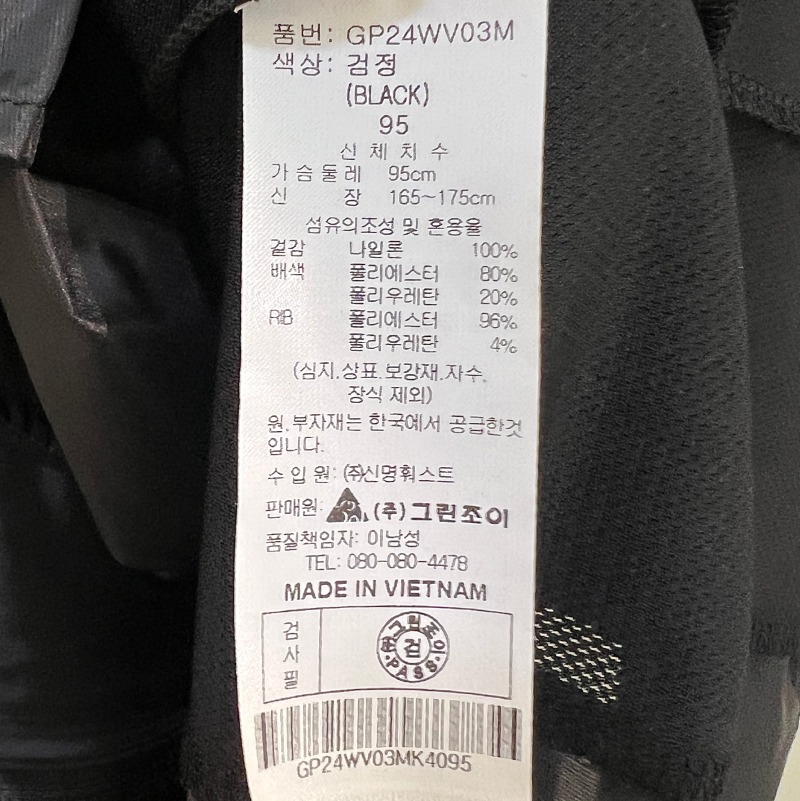 품번: GP24WV03M
색상: 검정
(BLACK)
95
신 체 치 수
가슴둘레 95cm
신 장 165~175cm
섬유의조성 및 혼용율
겉감 나일론 100%
배색 폴리에스터 80%
폴리우레탄 20%
RIB 폴리에스터 96%
폴리우레탄 4%
(심지.상표.보강재.자수.
장식 제외)
원.부자재는 한국에서 공급한것
입니다.
수 입 원: (주)신명훠스트
판매원: (주)그린조이
품질책임자: 이남성
TEL: 080-080-4478
MADE IN VIETNAM
검사필
그린조이
검
PASS
GP24WV03MK4095